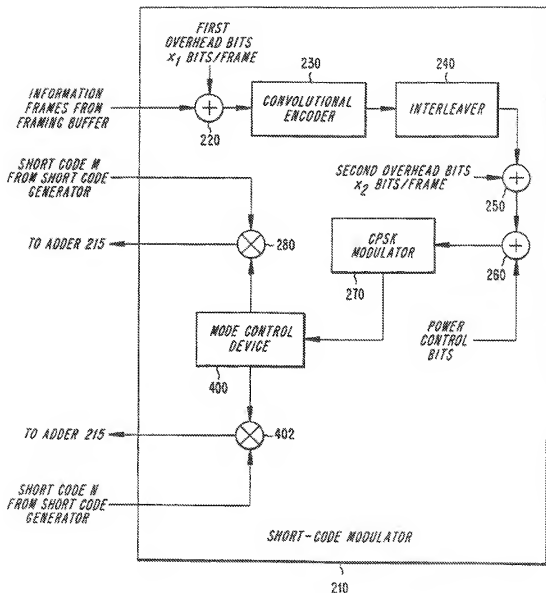 FIRST
OVERHEAD BITS
x1 BITS/FRAME
230
240
INFORMATION
FRAMES FROM
FRAMING BUFFER
+
220
CONVOLUTIONAL
ENCODER
INTERLEAVER
SHORT CODE M
FROM SHORT CODE
GENERATOR
SECOND OVERHEAD BITS
x2 BITS/FRAME
+
250
TO ADDER 215
280
CPSK
MODULATOR
270
+
260
MODE CONTROL
DEVICE
400
POWER
CONTROL
BITS
TO ADDER 215
402
SHORT CODE N
FROM SHORT CODE
GENERATOR
SHORT-CODE MODULATOR
210